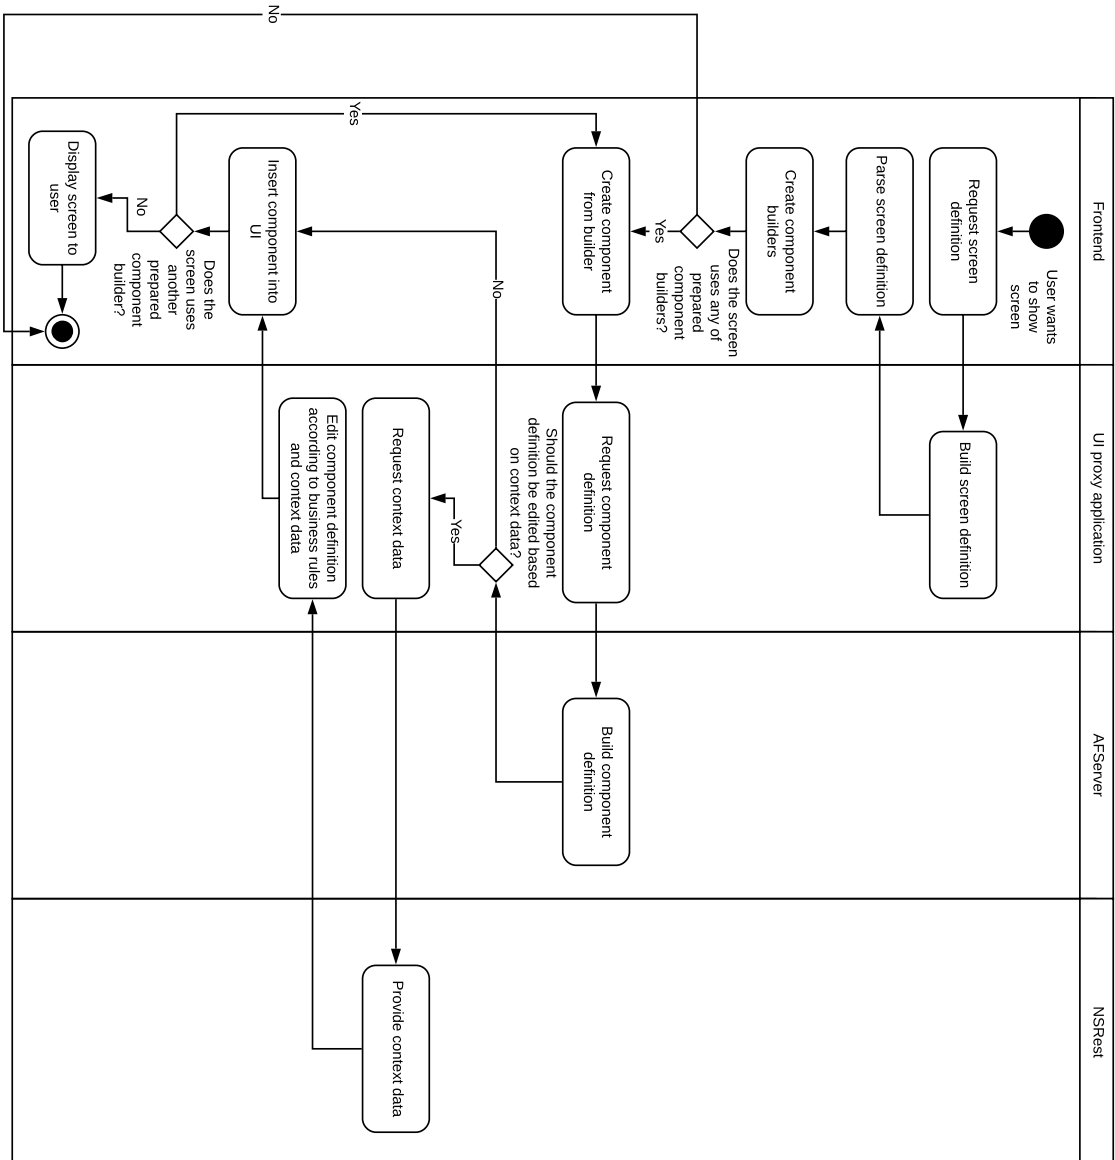 Frontend
UI proxy application
AFServer
NSRest
User wants
to show
screen
Request screen
definition
Build screen definition
Parse screen definition
Create component
builders
Does the screen
uses any of
prepared
component
builders?
No
Yes
Create component
from builder
Request component
definition
Build component
definition
Should the component
definition be edited based
on context data?
No
Yes
Request context data
Provide context data
Edit component definition
according to business rules
and context data
Insert component into
UI
Does the
screen uses
another
prepared
component
builder?
Yes
No
Display screen to
user